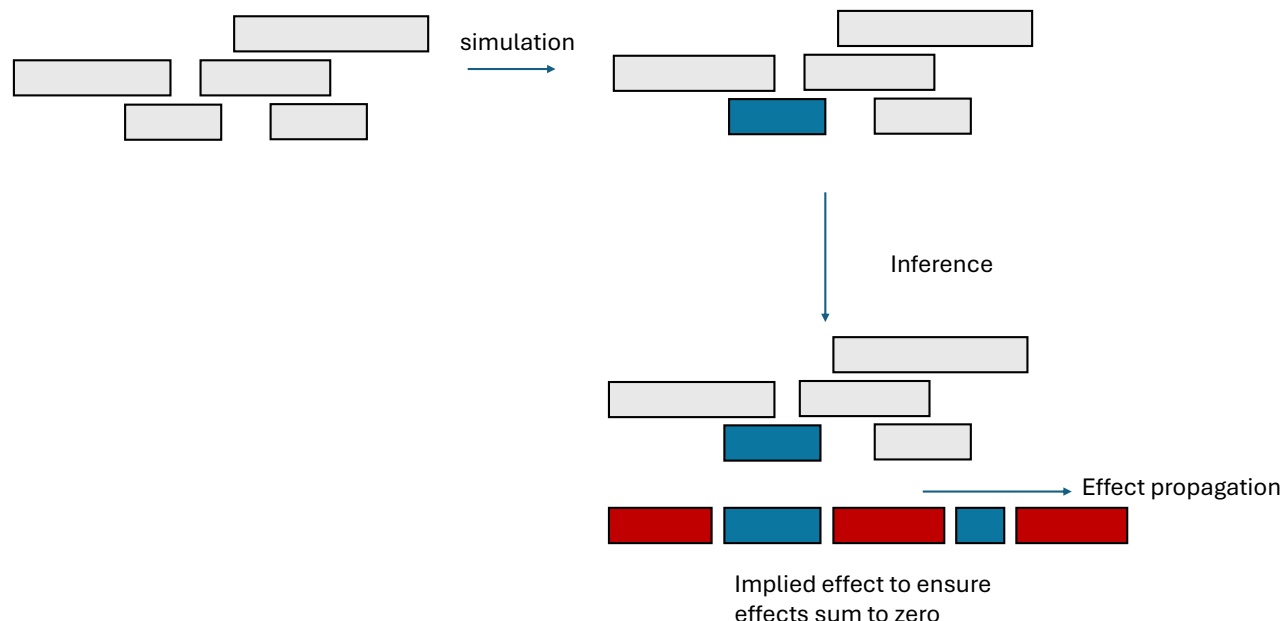 simulation
Inference
Effect propagation
Implied effect to ensure
effects sum to zero